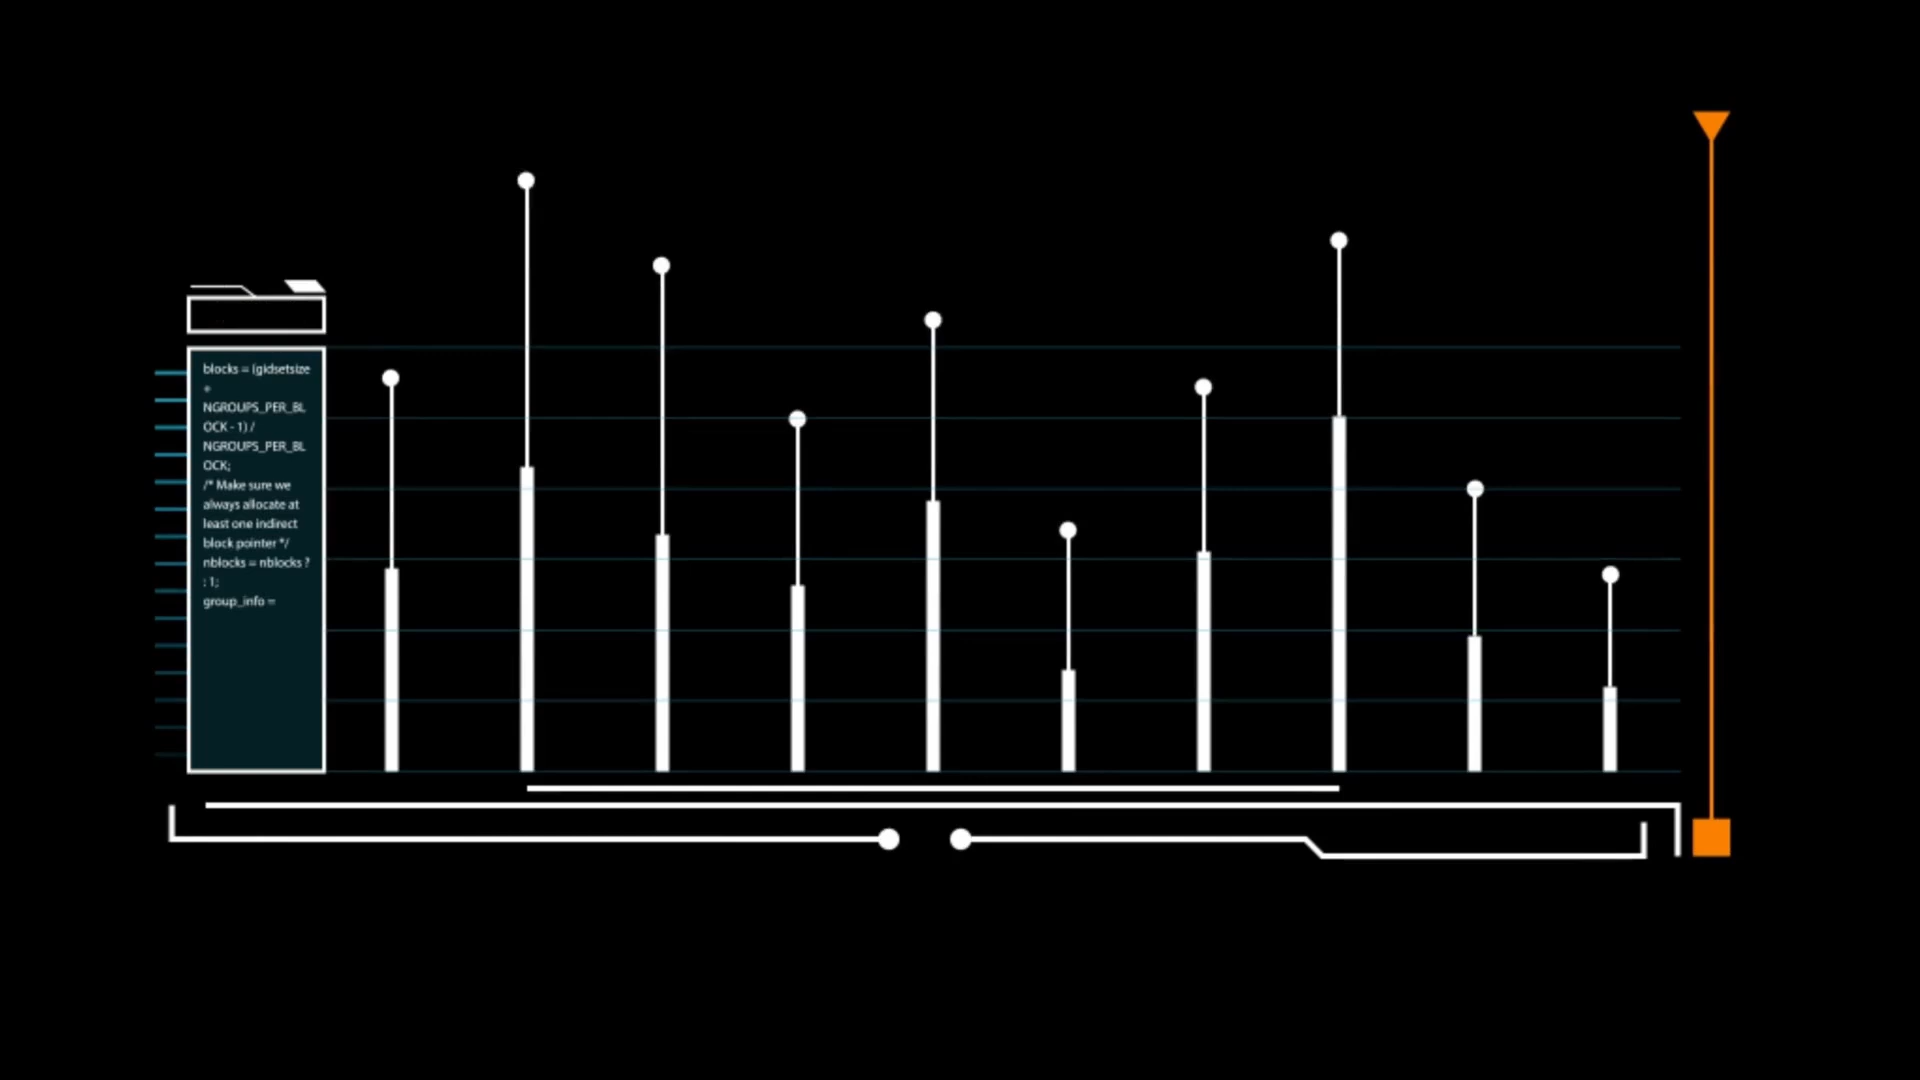 blocks = (gidsetsize
+
NGROUPS_PER_BL
OCK - 1) /
NGROUPS_PER_BL
OCK;
/* Make sure we
always allocate at
least one indirect
block pointer */
nblocks = nblocks ?
: 1;
group_info =